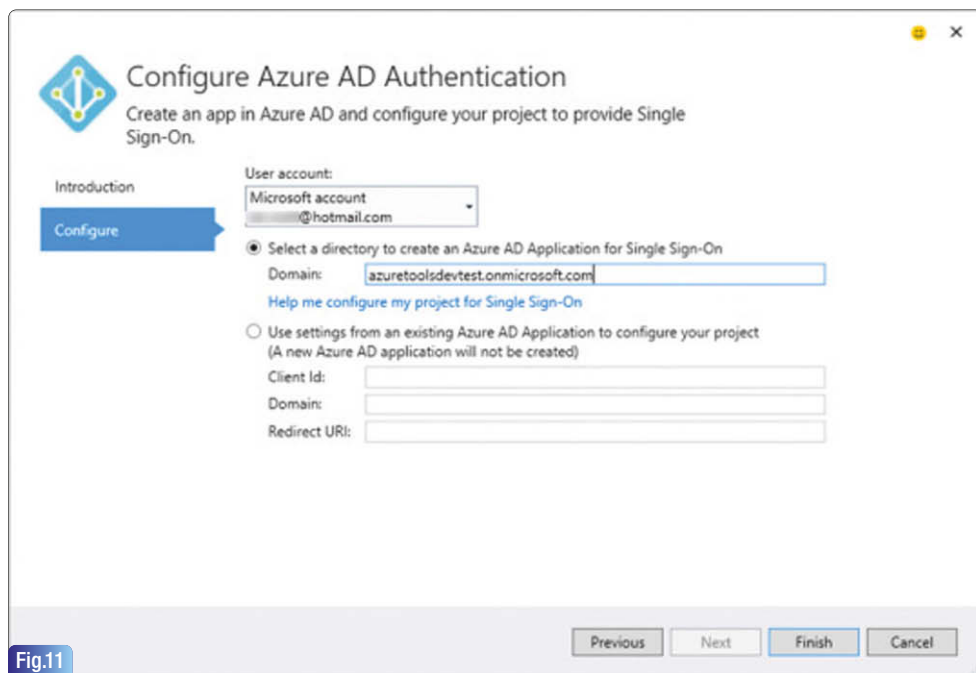 Configure Azure AD Authentication
Create an app in Azure AD and configure your project to provide Single
Sign-On.
Introduction
Configure
User account:
Microsoft account
@hotmail.com
Select a directory to create an Azure AD Application for Single Sign-On
Domain: azuretoolsdevtest.onmicrosoft.com
Help me configure my project for Single Sign-On
Use settings from an existing Azure AD Application to configure your project
(A new Azure AD application will not be created)
Client Id:
Domain:
Redirect URI:
Previous Next Finish Cancel
Fig.11